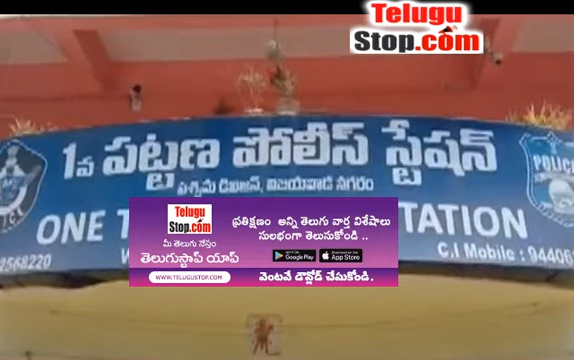 Telugu
Stop.com
1వ పట్టణ పోలీస్ స్టేషన్
పశ్చిమ డివిజన్, విజయవాడ నగరం
POLICE
ONE
3568220
C.I Mobile : 94406
Telugu
Stop.com
ప్రతిక్షణం అన్ని తెలుగు వార్త విశేషాలు
సులభంగా తెలుసుకోండి ..
మీ తెలుగు నేస్తం
తెలుగుస్టాప్ యాప్
Google Play
App Store
WWW.TELUGUSTOP.COM
వెంటనే డౌన్లోడ్ చేసుకోండి.